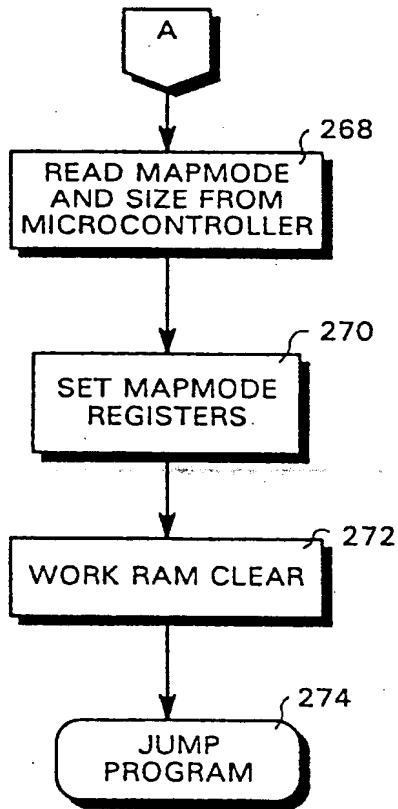 A
268
READ MAPMODE
AND SIZE FROM
MICROCONTROLLER
270
SET MAPMODE
REGISTERS
272
WORK RAM CLEAR
274
JUMP
PROGRAM